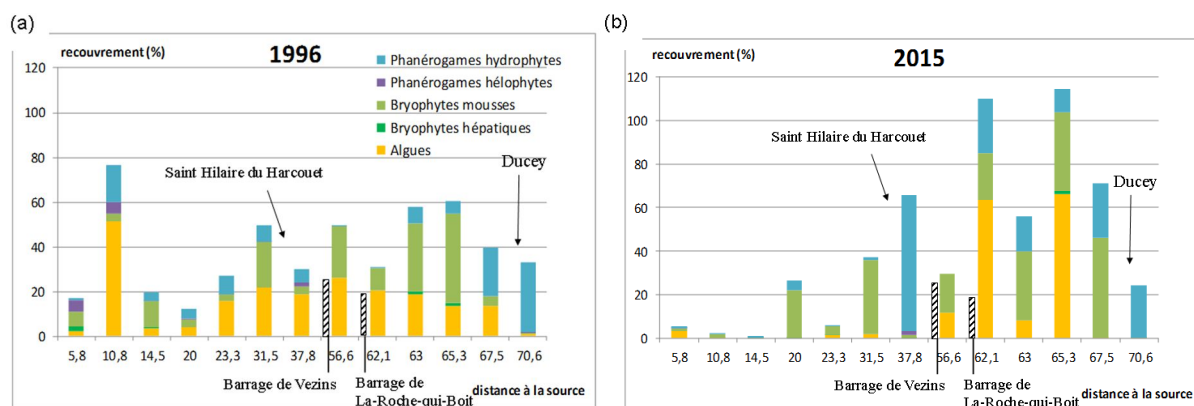 (a)
recouvrement (%)
1996
Phanérogames hydrophytes
Phanérogames hélophytes
Bryophytes mousses
Bryophytes hépatiques
Algues
120
100
80
60
40
20
0
Saint Hilaire du Harcouet
Ducey
5,8 10,8 14,5 20 23,3 31,5 37,8 56,6 62,1 63 65,3 67,5 70,6
Barrage de Vezins
Barrage de
La-Roche-qui-Boit
distance à la source
(b)
recouvrement (%)
2015
120
100
80
60
40
20
0
Saint Hilaire du Harcouet
Ducey
5,8 10,8 14,5 20 23,3 31,5 37,8 56,6 62,1 63 65,3 67,5 70,6
Barrage de Vezins
Barrage de
La-Roche-qui-Boit
distance à la source